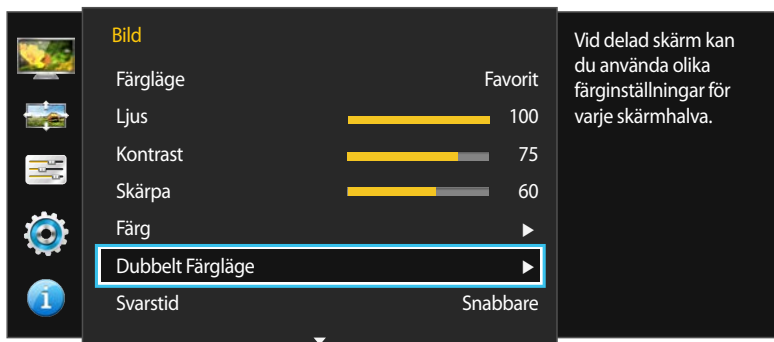 Bild
Färgläge Favorit
Ljus 100
Kontrast 75
Skärpa 60
Färg
Dubbelt Färgläge
Svarstid Snabbare
Vid delad skärm kan
du använda olika
färginställningar för
varje skärmhalva.